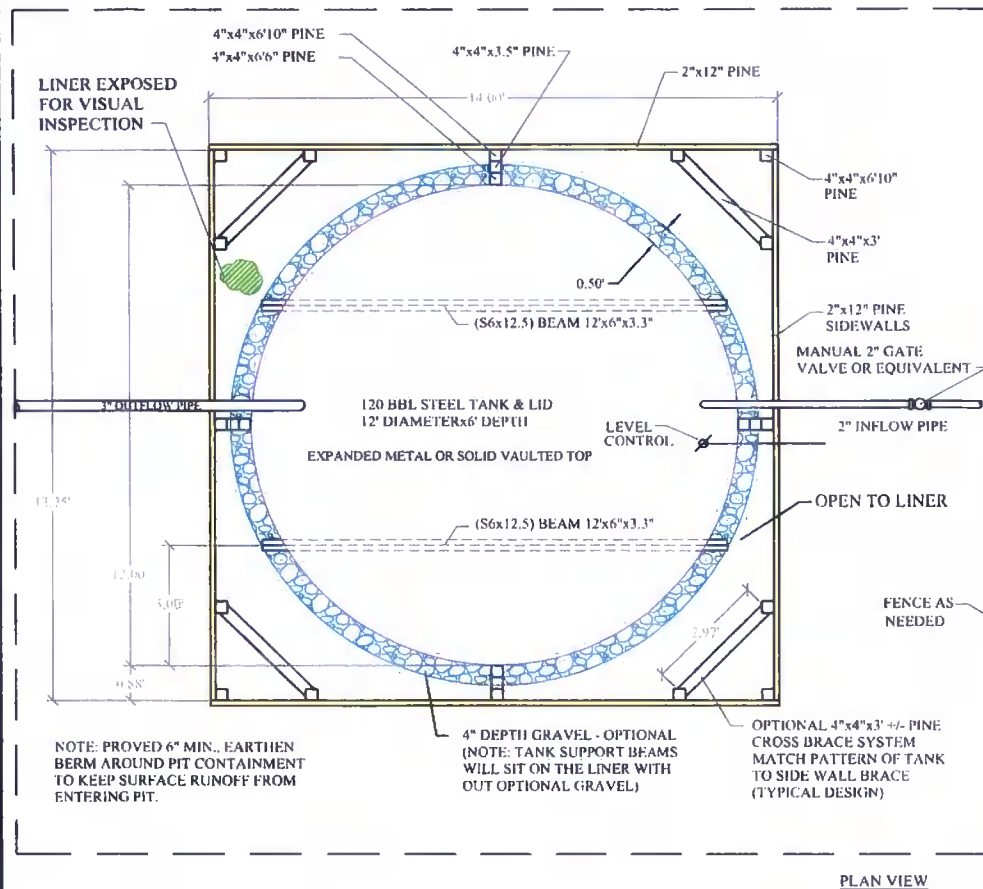 4"x4"x6'10" PINE
4"x4"x6'6" PINE
4"x4"x3.5" PINE
2"x12" PINE
LINER EXPOSED
FOR VISUAL
INSPECTION
14.00'
4"x4"x6'10"
PINE
4"x4"x3'
PINE
0.50'
(S6x12.5) BEAM 12'x6"x3.3"
2"x12" PINE
SIDEWALLS
MANUAL 2" GATE
VALVE OR EQUIVALENT
3" OUTFLOW PIPE
120 BBL STEEL TANK & LID
12' DIAMETERx6' DEPTH
LEVEL
CONTROL
2" INFLOW PIPE
EXPANDED METAL OR SOLID VAULTED TOP
OPEN TO LINER
(S6x12.5) BEAM 12'x6"x3.3"
12.00
3.00'
2.97'
FENCE AS
NEEDED
0.88'
NOTE: PROVED 6" MIN., EARTHEN
BERM AROUND PIT CONTAINMENT
TO KEEP SURFACE RUNOFF FROM
ENTERING PIT.
4" DEPTH GRAVEL - OPTIONAL
(NOTE: TANK SUPPORT BEAMS
WILL SIT ON THE LINER WITH
OUT OPTIONAL GRAVEL)
OPTIONAL 4"x4"x3' +/- PINE
CROSS BRACE SYSTEM
MATCH PATTERN OF TANK
TO SIDE WALL BRACE
(TYPICAL DESIGN)
PLAN VIEW